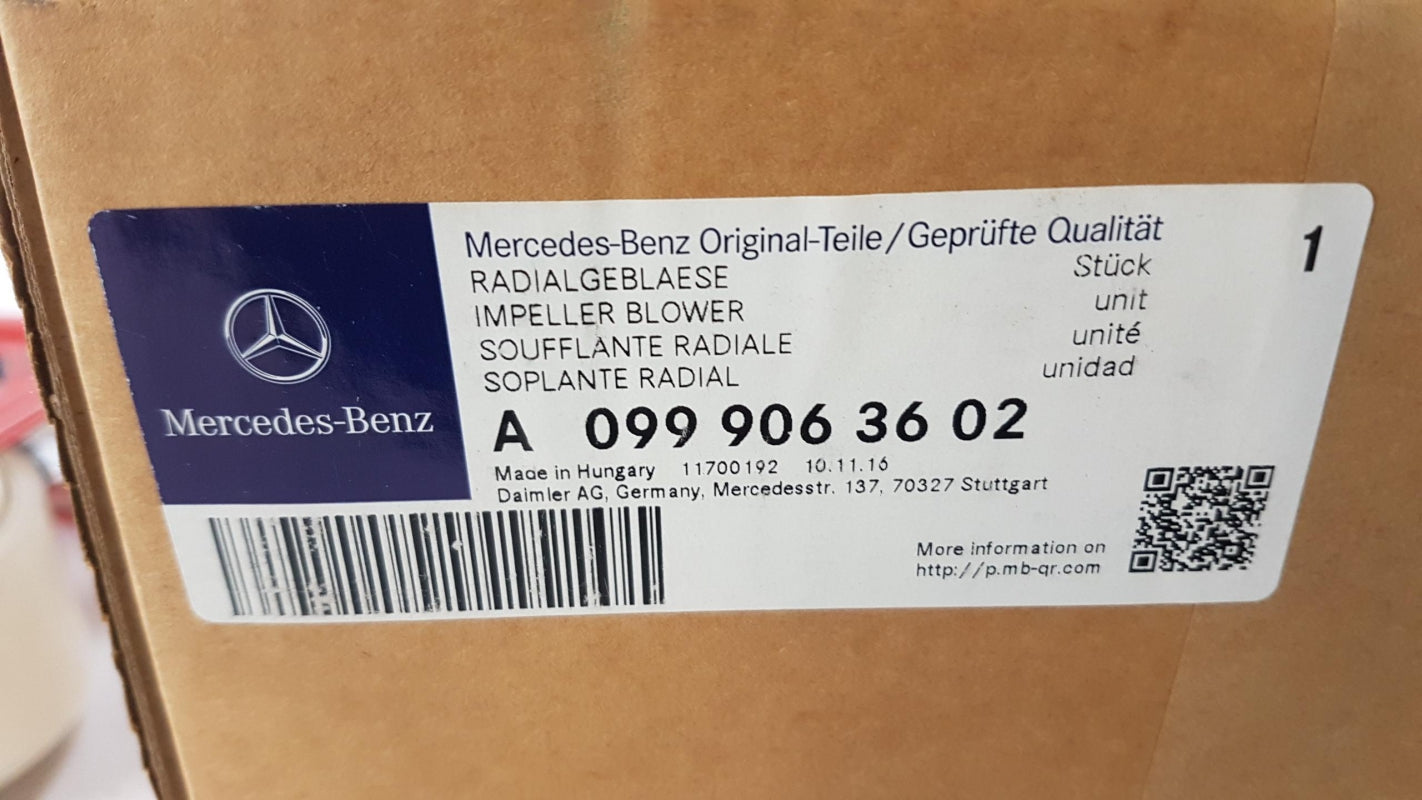 Mercedes-Benz
Mercedes-Benz Original-Teile/Geprüfte Qualität
RADIALGEBLAESE Stück 1
IMPELLER BLOWER unit
SOUFFLANTE RADIALE unité
SOPLANTE RADIAL unidad
A 099 906 36 02
Made in Hungary 11700192 10.11.16
Daimler AG, Germany, Mercedesstr. 137, 70327 Stuttgart
More information on
http://p.mb-qr.com